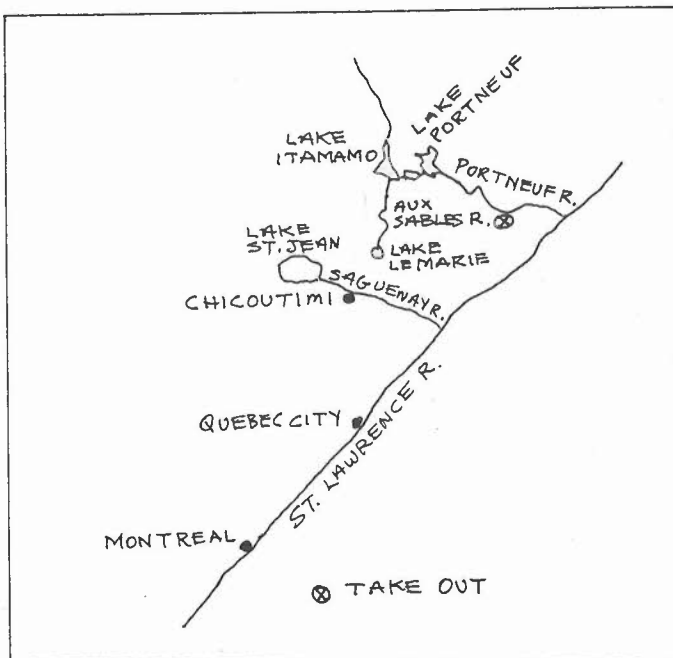 LAKE
PORTNEUF
LAKE
ITAMAMO
PORTNEUF R.
AUX
SABLES R.
LAKE
ST. JEAN
LAKE
LEMARIE
SAGUENAY R.
CHICOUTIMI
QUEBEC CITY
ST. LAWRENCE R.
MONTREAL
TAKE OUT